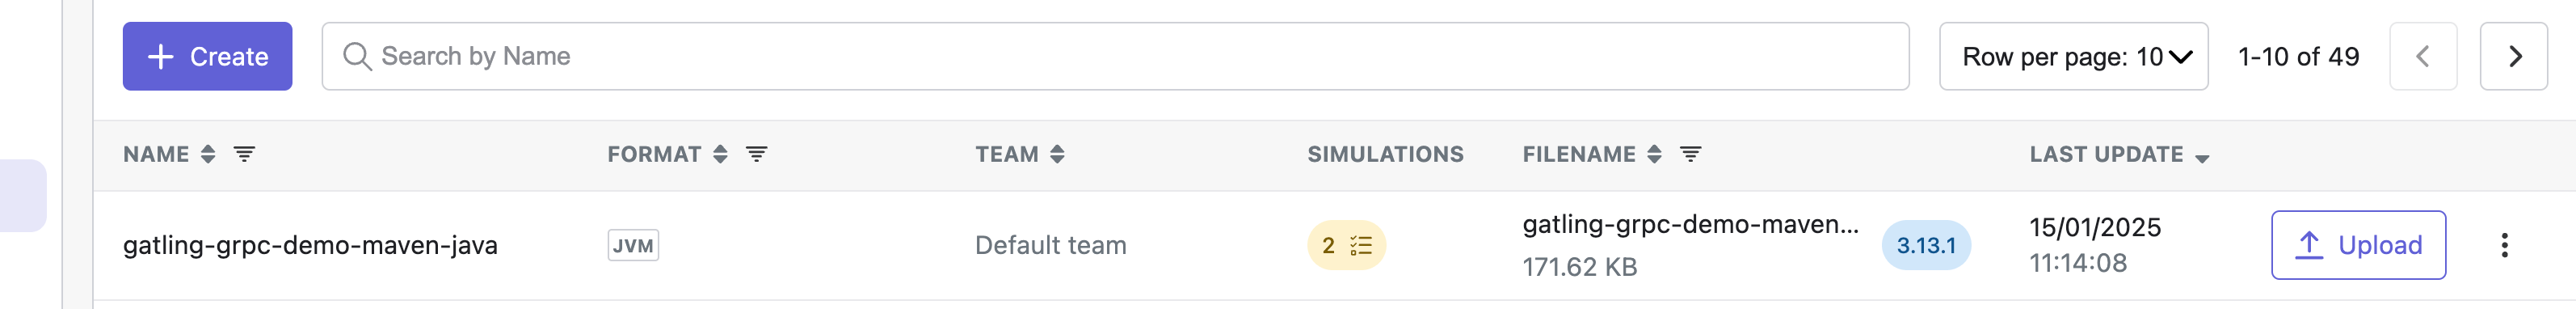 Create
Search by Name
Row per page: 10
1-10 of 49
NAME FORMAT TEAM SIMULATIONS FILENAME LAST UPDATE
gatling-grpc-demo-maven-java JVM Default team 2 gatling-grpc-demo-maven... 3.13.1 15/01/2025 Upload
171.62 KB 11:14:08